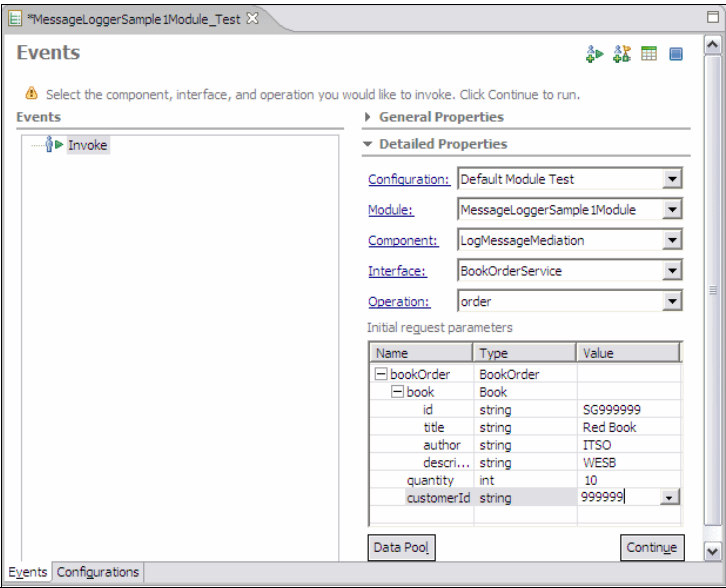 *MessageLoggerSample1Module_Test
Events
Select the component, interface, and operation you would like to invoke. Click Continue to run.
Events
General Properties
Invoke
Detailed Properties
Configuration: Default Module Test
Module: MessageLoggerSample1Module
Component: LogMessageMediation
Interface: BookOrderService
Operation: order
Initial request parameters
Name Type Value
bookOrder BookOrder
book Book
id string SG999999
title string Red Book
author string ITSO
descri... string WESB
quantity int 10
customerId string 999999
Data Pool Continue
Events Configurations